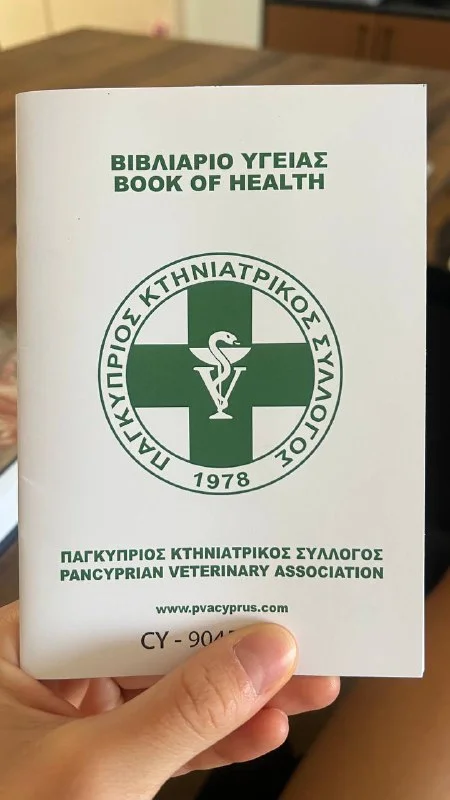 ΒΙΒΛΙΑΡΙΟ ΥΓΕΙΑΣ
BOOK OF HEALTH
ΠΑΓΚΥΠΡΙΟΣ ΚΤΗΝΙΑΤΡΙΚΟΣ ΣΥΛΛΟΓΟΣ
V
1978
ΠΑΓΚΥΠΡΙΟΣ ΚΤΗΝΙΑΤΡΙΚΟΣ ΣΥΛΛΟΓΟΣ
PANCYPRIAN VETERINARY ASSOCIATION
www.pvacyprus.com
CY -